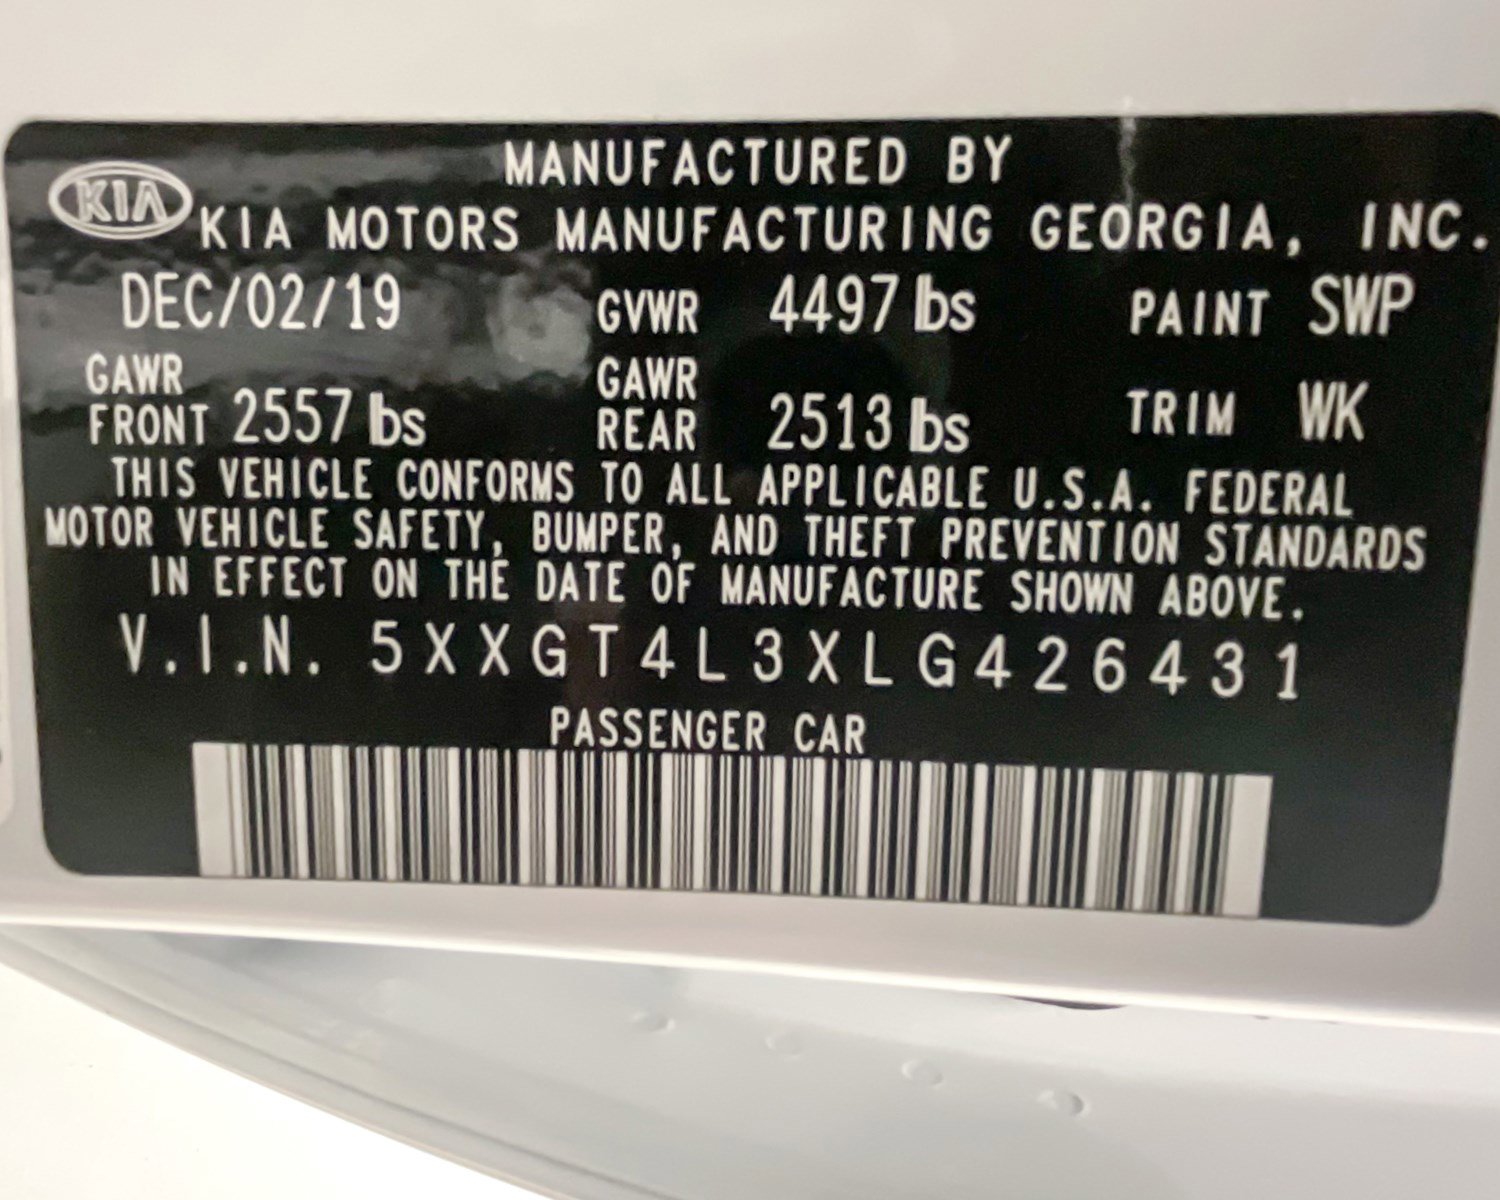 MANUFACTURED BY
KIA KIA MOTORS MANUFACTURING GEORGIA, INC.
DEC/02/19 GVWR 4497 lbs PAINT SWP
GAWR FRONT 2557 lbs GAWR REAR 2513 lbs TRIM WK
THIS VEHICLE CONFORMS TO ALL APPLICABLE U.S.A. FEDERAL
MOTOR VEHICLE SAFETY, BUMPER, AND THEFT PREVENTION STANDARDS
IN EFFECT ON THE DATE OF MANUFACTURE SHOWN ABOVE.
V.I.N. 5XXGT4L3XLG426431
PASSENGER CAR